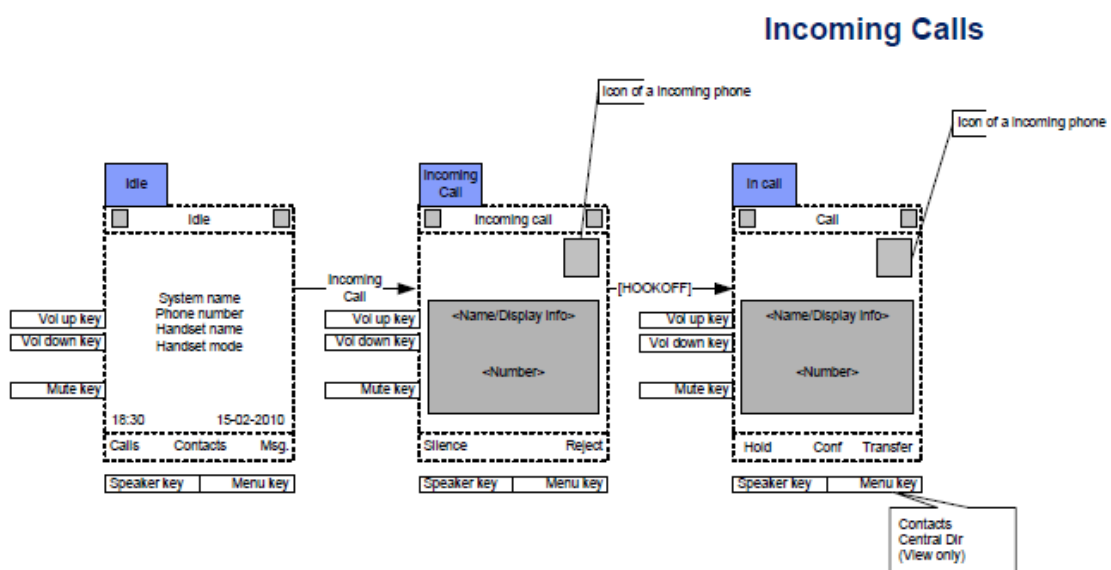 Incoming Calls
Icon of a incoming phone
Icon of a incoming phone
Idle
Idle
System name
Phone number
Handset name
Handset mode
18:30 15-02-2010
Calls Contacts Msg.
Vol up key
Vol down key
Mute key
Speaker key Menu key
Incoming
Call
Incoming
Call
Incoming call
<Name/Display Info>
<Number>
Silence Reject
Vol up key
Vol down key
Mute key
Speaker key Menu key
[HOOKOFF]
In call
Call
<Name/Display Info>
<Number>
Hold Conf Transfer
Vol up key
Vol down key
Mute key
Speaker key Menu key
Contacts
Central Dir
(View only)